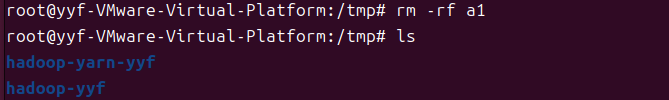 root@yyf-VMware-Virtual-Platform:/tmp# rm -rf a1
root@yyf-VMware-Virtual-Platform:/tmp# ls
hadoop-yarn-yyf
hadoop-yyf